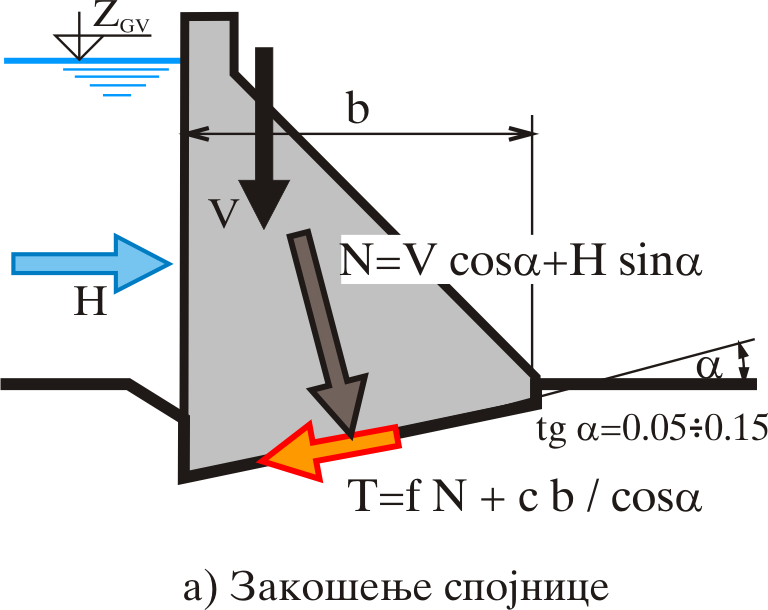 Z_GV
b
V
N=V cosα+H sinα
H
α
tg α=0.05÷0.15
T=f N + c b / cosα
а) Закошење спојнице